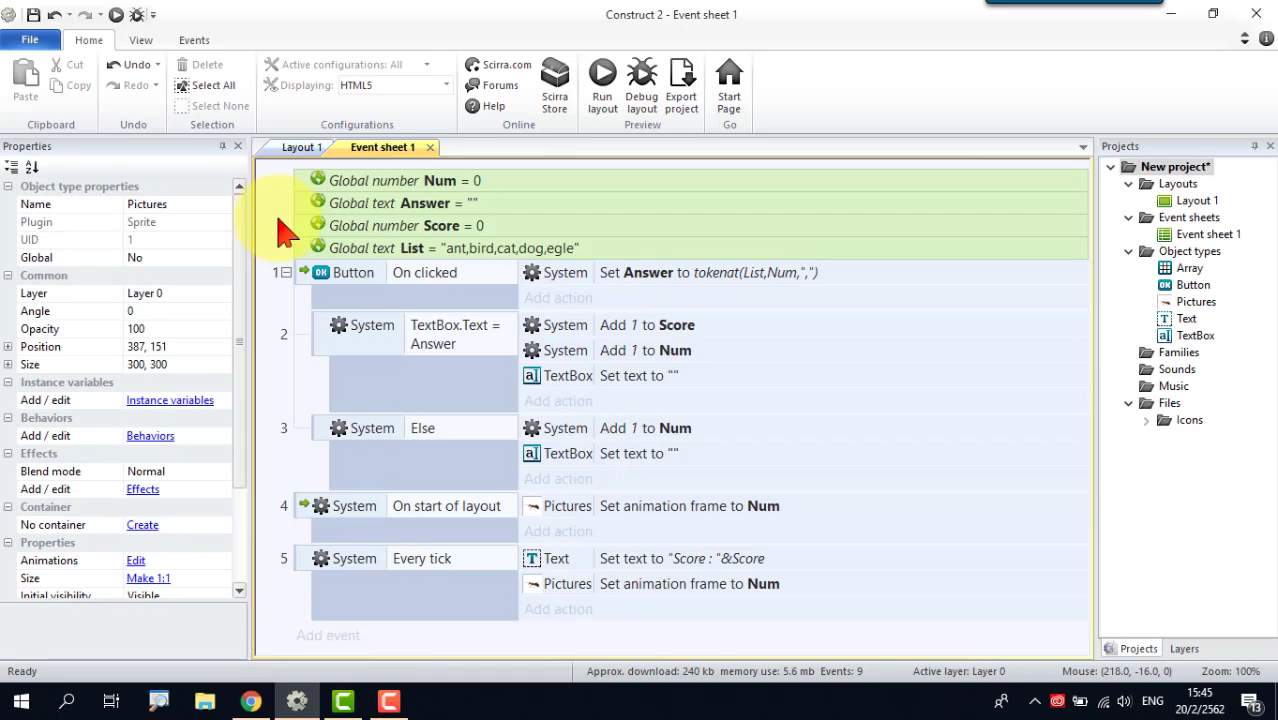 Construct 2 - Event sheet 1
File
Home
View
Events
Paste
Cut
Copy
Clipboard
Undo
Redo
Undo
Delete
Select All
Select None
Selection
Active configurations: All
Displaying:
HTML5
Configurations
Scirra.com
Forums
Help
Scirra
Store
Online
Run
layout
Debug
layout
Export
project
Preview
Start
Page
Go
Properties
Object type properties
Name Pictures
Plugin Sprite
UID 1
Global No
Common
Layer Layer 0
Angle 0
Opacity 100
Position 387, 151
Size 300, 300
Instance variables
Add / edit Instance variables
Behaviors
Add / edit Behaviors
Effects
Blend mode Normal
Add / edit Effects
Container
No container Create
Properties
Animations Edit
Size Make 1:1
Initial visibility Visible
Layout 1
Event sheet 1
Global number Num = 0
Global text Answer = ""
Global number Score = 0
Global text List = "ant,bird,cat,dog,egle"
1 OK Button On clicked System Set Answer to tokenat(List,Num,",")
Add action
2 System TextBox.Text =
Answer
System Add 1 to Score
System Add 1 to Num
TextBox Set text to ""
Add action
3 System Else System Add 1 to Num
TextBox Set text to ""
Add action
4 System On start of layout Pictures Set animation frame to Num
Add action
5 System Every tick Text Set text to "Score : "&Score
Pictures Set animation frame to Num
Add action
Add event
Projects
New project*
Layouts
Layout 1
Event sheets
Event sheet 1
Object types
Array
Button
Pictures
Text
TextBox
Families
Sounds
Music
Files
Icons
Projects
Layers
Ready
Approx. download: 240 kb memory use: 5.6 mb Events: 9
Active layer: Layer 0
Mouse: (218.0, -16.0, 0)
Zoom: 100%
ENG
15:45
20/2/2562
13